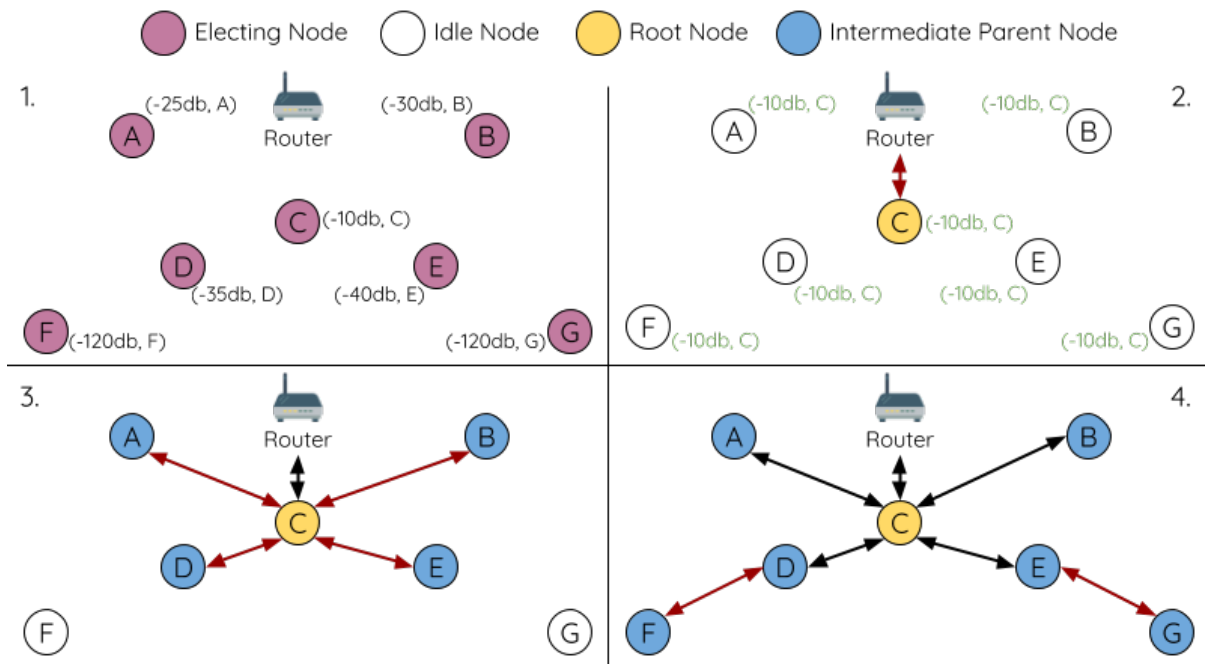 Electing Node Idle Node Root Node Intermediate Parent Node
1.
(-25db, A)
(-30db, B)
A
Router
B
C
(-10db, C)
D
E
(-35db, D)
(-40db, E)
F
(-120db, F)
(-120db, G)
G
2.
(-10db, C)
(-10db, C)
A
Router
B
C
(-10db, C)
D
E
(-10db, C)
(-10db, C)
F
(-10db, C)
(-10db, C)
G
3.
A
Router
B
C
D
E
F
G
4.
A
Router
B
C
D
E
F
G